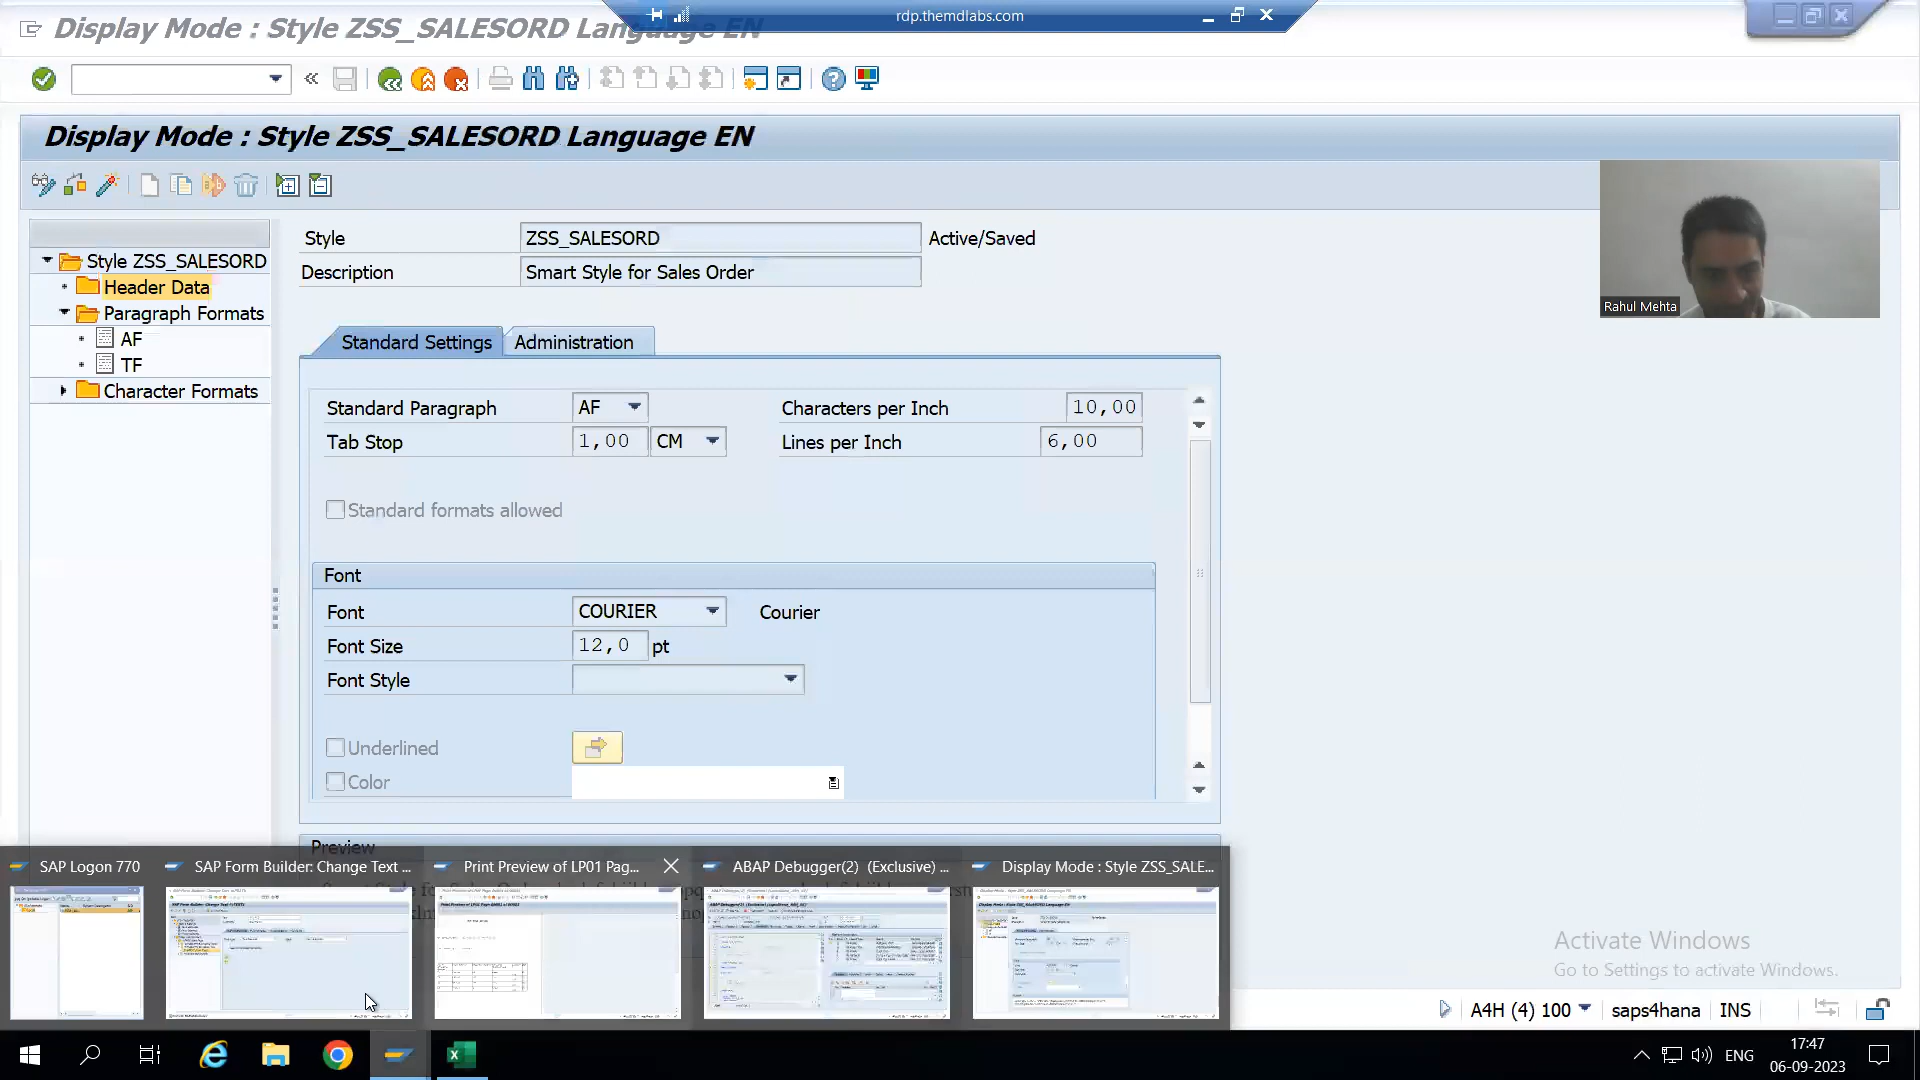 Display Mode : Style ZSS_SALESORD Language EN
rdp.themdlabs.com
Display Mode : Style ZSS_SALESORD Language EN
Style ZSS_SALESORD
Header Data
Paragraph Formats
AF
TF
Character Formats
Style
ZSS_SALESORD
Active/Saved
Description
Smart Style for Sales Order
Standard Settings
Administration
Standard Paragraph
AF
Characters per Inch
10,00
Tab Stop
1,00
CM
Lines per Inch
6,00
Standard formats allowed
Font
Font
COURIER
Courier
Font Size
12,0
pt
Font Style
Underlined
Color
Preview
Rahul Mehta
SAP Logon 770
SAP Form Builder: Change Text ...
Print Preview of LP01 Pag...
ABAP Debugger(2) (Exclusive) ...
Display Mode : Style ZSS_SALE...
Activate Windows
Go to Settings to activate Windows.
A4H (4) 100
saps4hana
INS
ENG
17:47
06-09-2023